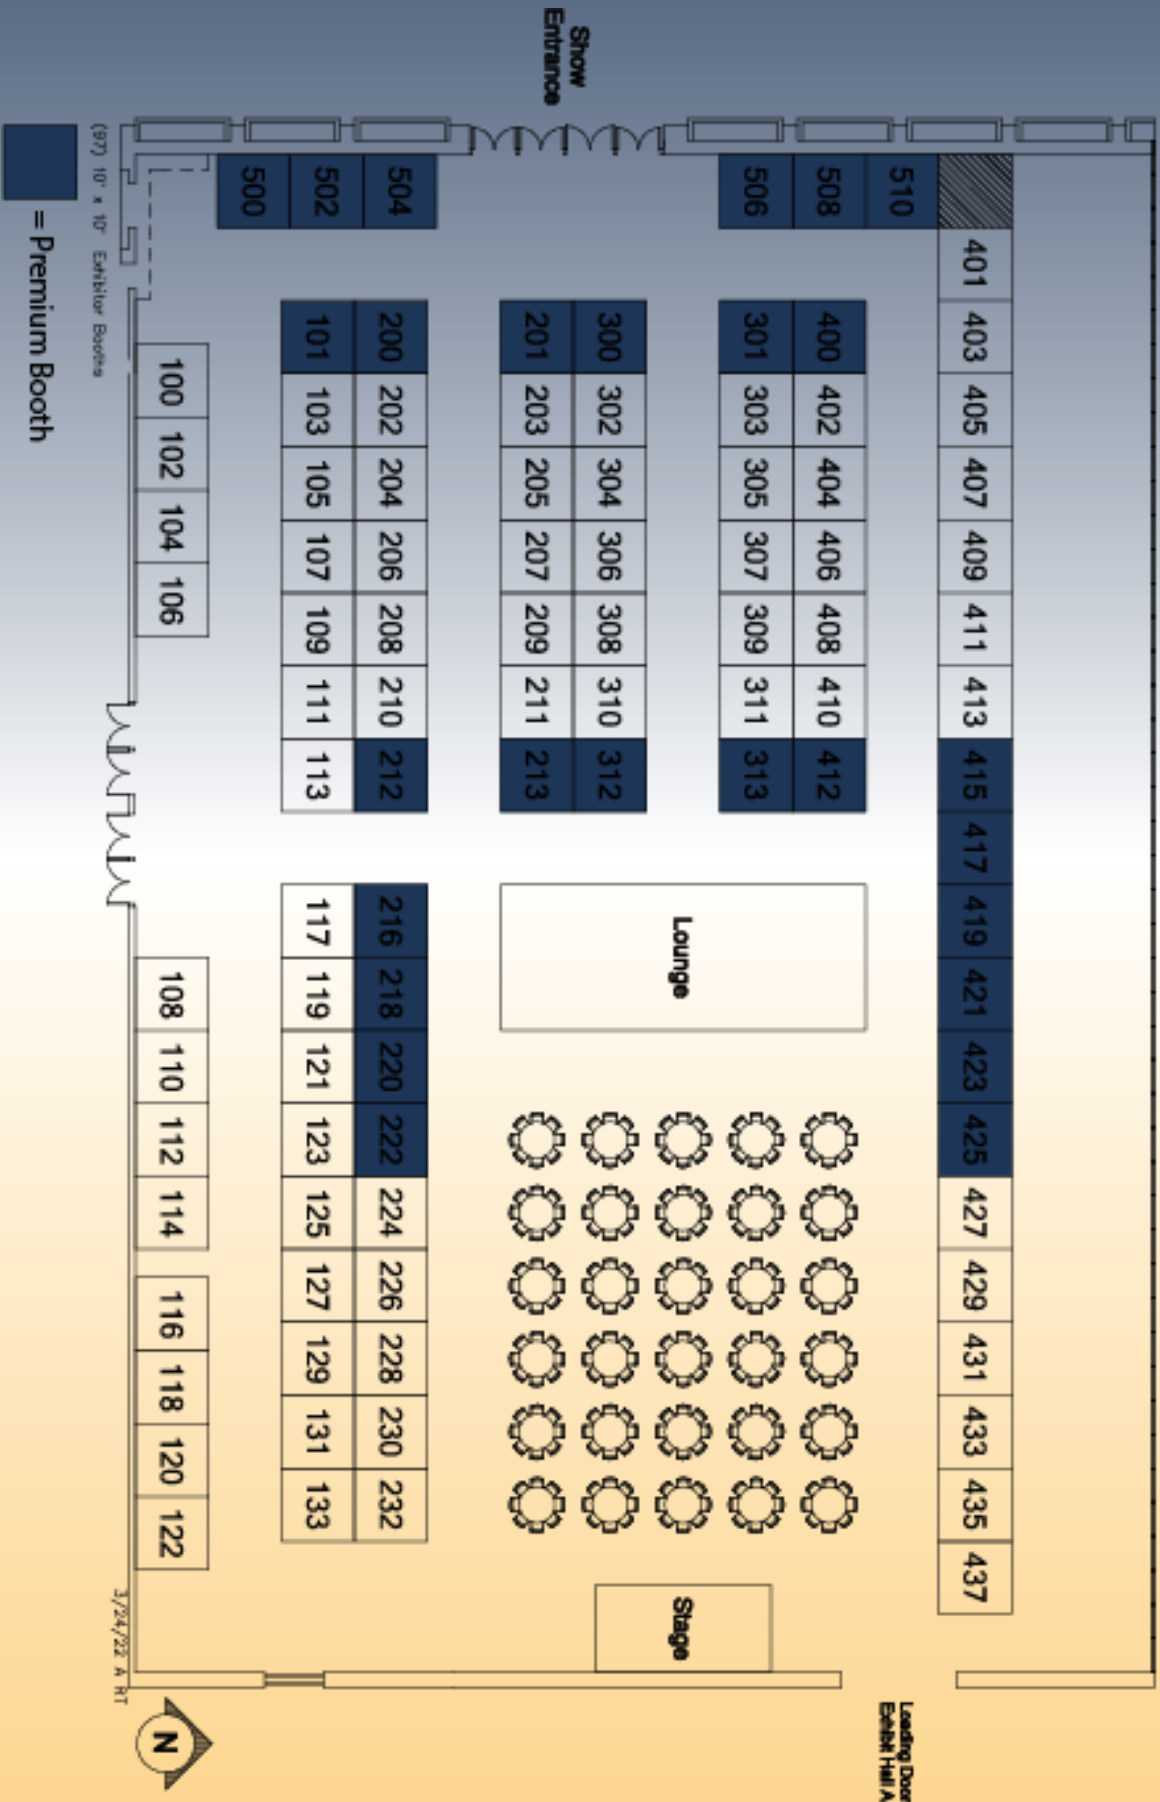 401 403 405 407 409 411 413 415 417 419 421 423 425 427 429 431 433 435 437
510
Loading Door
Exhibit Hall A
508 400 402 404 406 408 410 412
506 301 303 305 307 309 311 313
Lounge
Stage
300 302 304 306 308 310 312
Show
Entrance
201 203 205 207 209 211 213
504 200 202 204 206 208 210 212 216 218 220 222 224 226 228 230 232
502 101 103 105 107 109 111 113 117 119 121 123 125 127 129 131 133
500
100 102 104 106 108 110 112 114 116 118 120 122
N
3/24/22 A RT
(97) 10' x 10' Exhibitor Booths
= Premium Booth